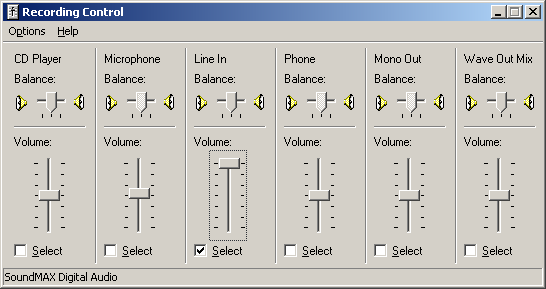 Recording Control
Options Help
CD Player Microphone Line In Phone Mono Out Wave Out Mix
Balance: Balance: Balance: Balance: Balance: Balance:
Volume: Volume: Volume: Volume: Volume: Volume:
Select Select Select Select Select Select
SoundMAX Digital Audio